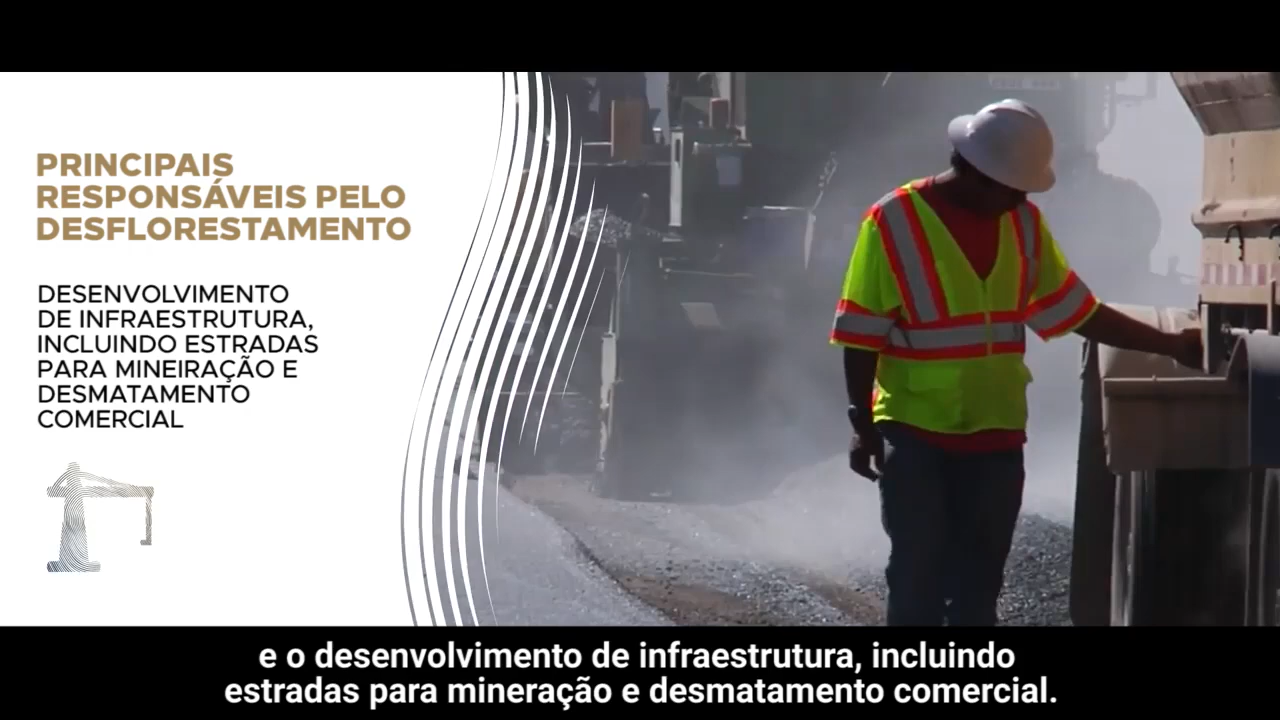 PRINCIPAIS
RESPONSÁVEIS PELO
DESFLORESTAMENTO
DESENVOLVIMENTO
DE INFRAESTRUTURA,
INCLUINDO ESTRADAS
PARA MINEIRAÇÃO E
DESMATAMENTO
COMERCIAL
e o desenvolvimento de infraestrutura, incluindo
estradas para mineração e desmatamento comercial.